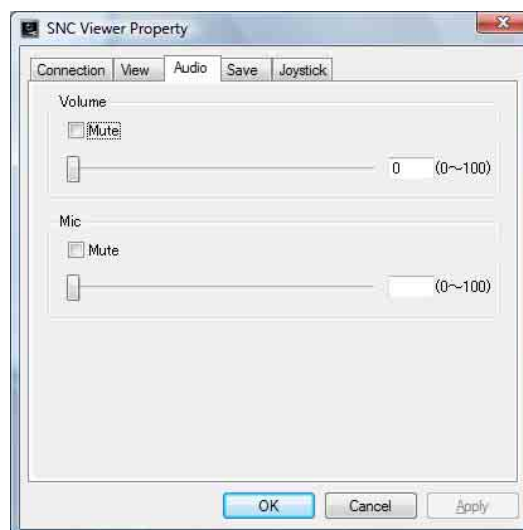 SNC Viewer Property
Connection View Audio Save Joystick
Volume
Mute
0 (0～100)
Mic
Mute
(0～100)
OK Cancel Apply